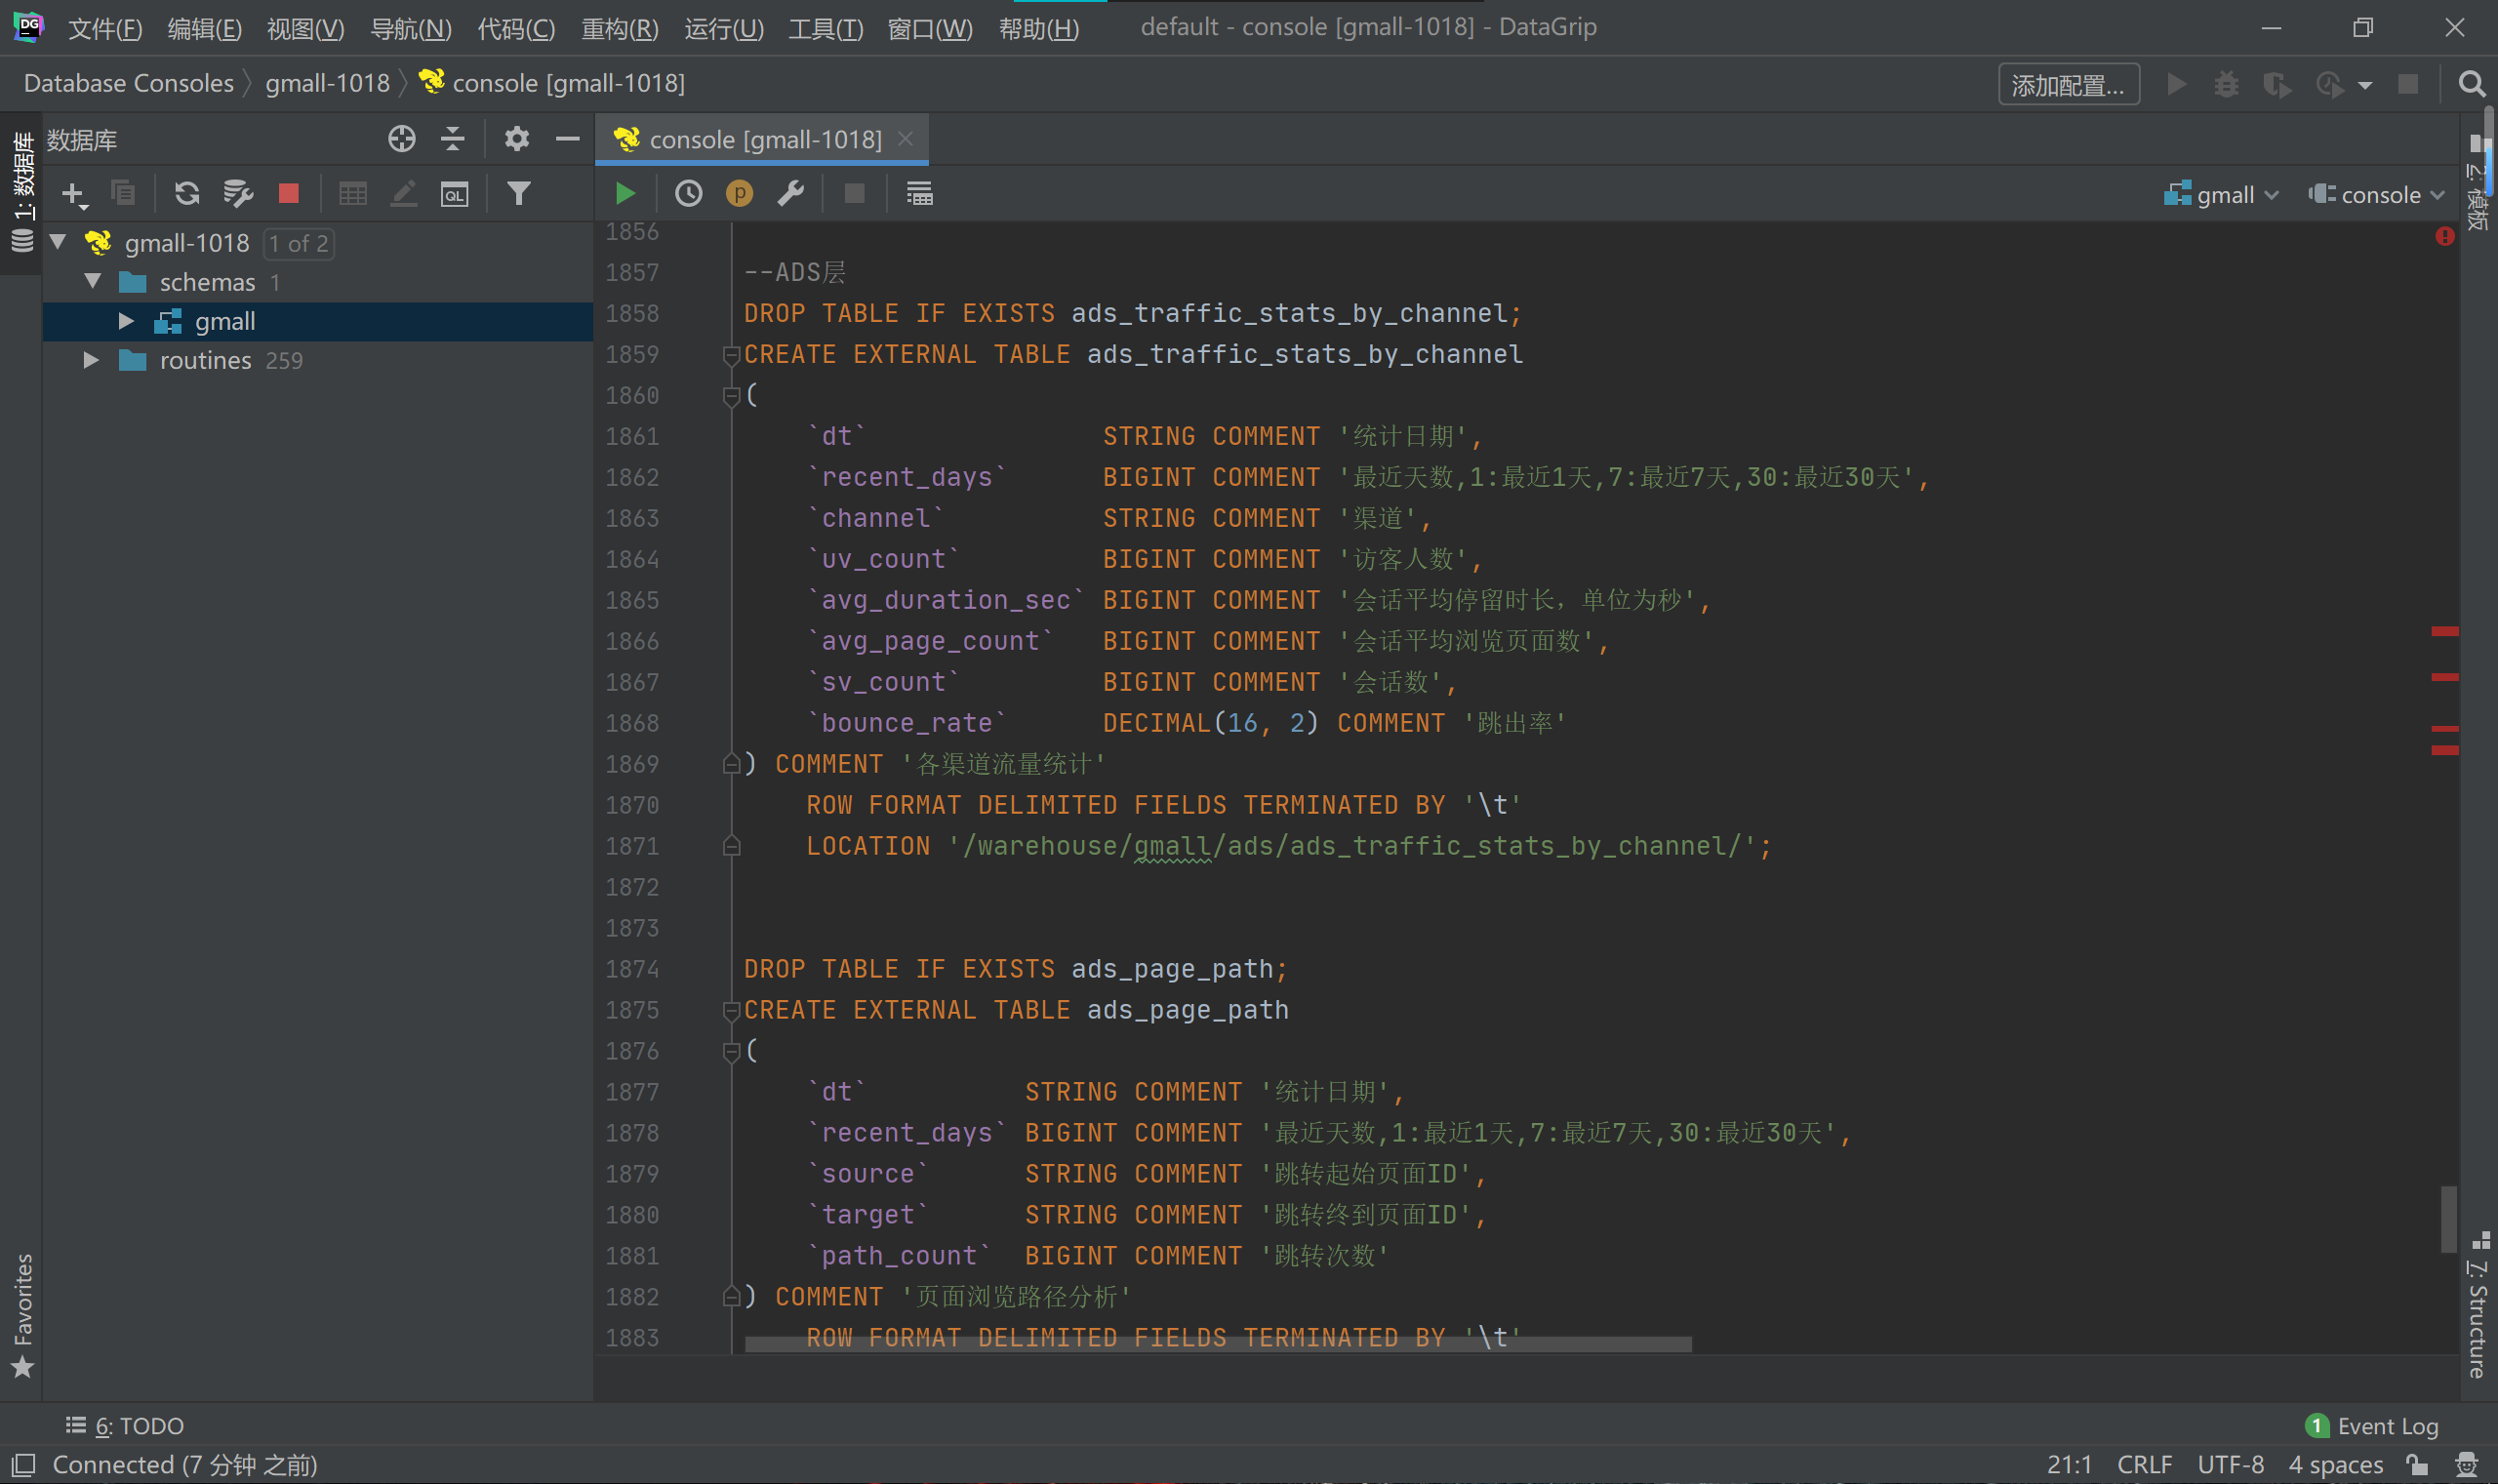 文件(F) 编辑(E) 视图(V) 导航(N) 代码(C) 重构(R) 运行(U) 工具(T) 窗口(W) 帮助(H) default - console [gmall-1018] - DataGrip
Database Consoles gmall-1018 console [gmall-1018] 添加配置...
1: 数据库
数据库
console [gmall-1018]
gmall console
2: 模板
gmall-1018 1 of 2
schemas 1
gmall
routines 259
1856
1857 --ADS层
1858 DROP TABLE IF EXISTS ads_traffic_stats_by_channel;
1859 CREATE EXTERNAL TABLE ads_traffic_stats_by_channel
1860 (
1861 `dt` STRING COMMENT '统计日期',
1862 `recent_days` BIGINT COMMENT '最近天数,1:最近1天,7:最近7天,30:最近30天',
1863 `channel` STRING COMMENT '渠道',
1864 `uv_count` BIGINT COMMENT '访客人数',
1865 `avg_duration_sec` BIGINT COMMENT '会话平均停留时长，单位为秒',
1866 `avg_page_count` BIGINT COMMENT '会话平均浏览页面数',
1867 `sv_count` BIGINT COMMENT '会话数',
1868 `bounce_rate` DECIMAL(16, 2) COMMENT '跳出率'
1869 ) COMMENT '各渠道流量统计'
1870 ROW FORMAT DELIMITED FIELDS TERMINATED BY '\t'
1871 LOCATION '/warehouse/gmall/ads/ads_traffic_stats_by_channel/';
1872
1873
1874 DROP TABLE IF EXISTS ads_page_path;
1875 CREATE EXTERNAL TABLE ads_page_path
1876 (
1877 `dt` STRING COMMENT '统计日期',
1878 `recent_days` BIGINT COMMENT '最近天数,1:最近1天,7:最近7天,30:最近30天',
1879 `source` STRING COMMENT '跳转起始页面ID',
1880 `target` STRING COMMENT '跳转终到页面ID',
1881 `path_count` BIGINT COMMENT '跳转次数'
1882 ) COMMENT '页面浏览路径分析'
1883 ROW FORMAT DELIMITED FIELDS TERMINATED BY '\t'
Favorites
7: Structure
6: TODO
1 Event Log
Connected (7 分钟 之前) 21:1 CRLF UTF-8 4 spaces